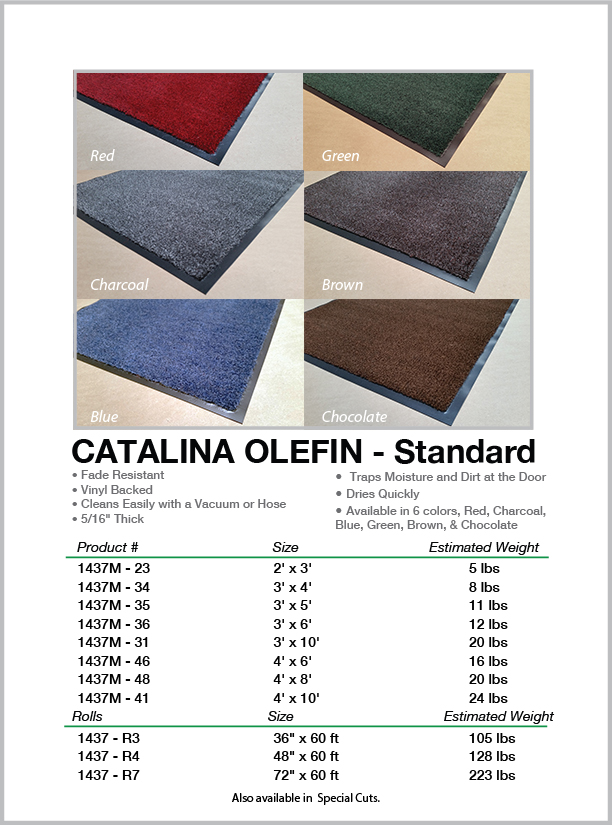 Red
Green
Charcoal
Brown
Blue
Chocolate
CATALINA OLEFIN - Standard
• Fade Resistant
• Vinyl Backed
• Cleans Easily with a Vacuum or Hose
• 5/16" Thick
• Traps Moisture and Dirt at the Door
• Dries Quickly
• Available in 6 colors, Red, Charcoal,
Blue, Green, Brown, & Chocolate
Product # Size Estimated Weight
1437M - 23 2' x 3' 5 lbs
1437M - 34 3' x 4' 8 lbs
1437M - 35 3' x 5' 11 lbs
1437M - 36 3' x 6' 12 lbs
1437M - 31 3' x 10' 20 lbs
1437M - 46 4' x 6' 16 lbs
1437M - 48 4' x 8' 20 lbs
1437M - 41 4' x 10' 24 lbs
Rolls Size Estimated Weight
1437 - R3 36" x 60 ft 105 lbs
1437 - R4 48" x 60 ft 128 lbs
1437 - R7 72" x 60 ft 223 lbs
Also available in Special Cuts.